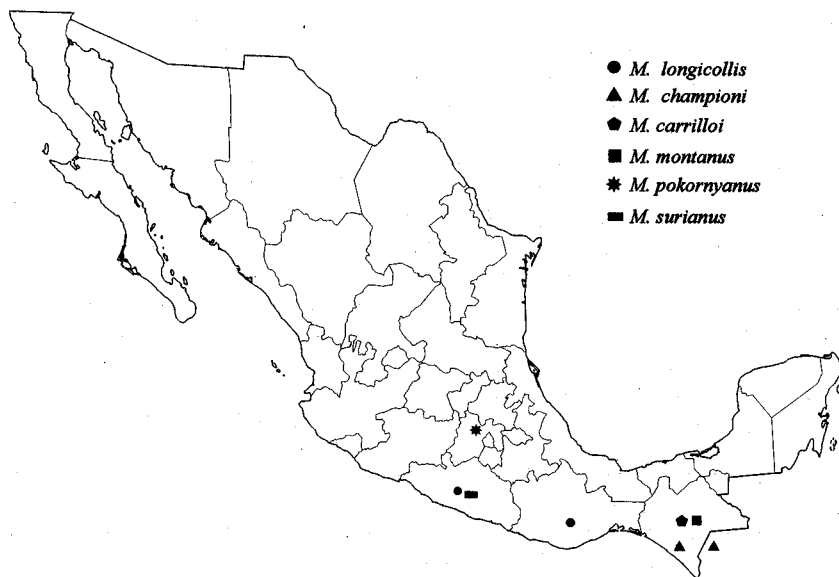 M. longicollis
M. championi
M. carrilloi
M. montanus
M. pokornyanus
M. surianus